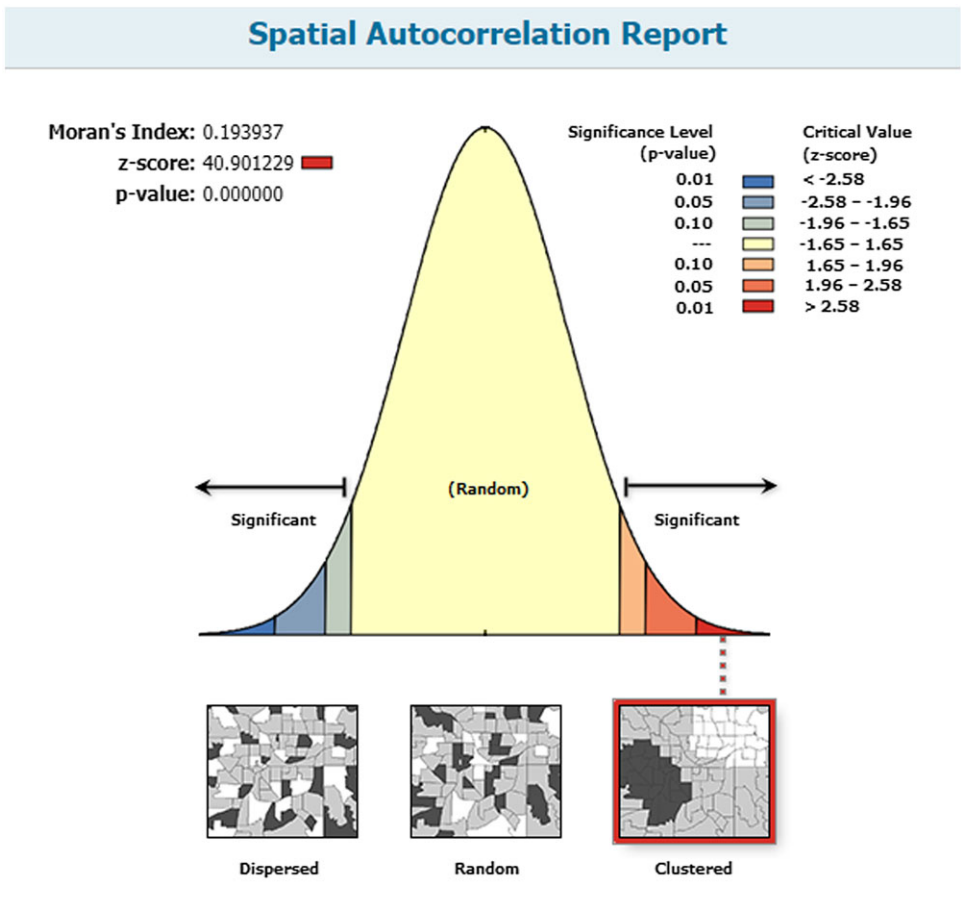 Spatial Autocorrelation Report
Moran's Index: 0.193937
z-score: 40.901229
p-value: 0.000000
Significance Level (p-value)
Critical Value (z-score)
0.01 < -2.58
0.05 -2.58 – -1.96
0.10 -1.96 – -1.65
--- -1.65 – 1.65
0.10 1.65 – 1.96
0.05 1.96 – 2.58
0.01 > 2.58
(Random)
Significant
Significant
Dispersed
Random
Clustered